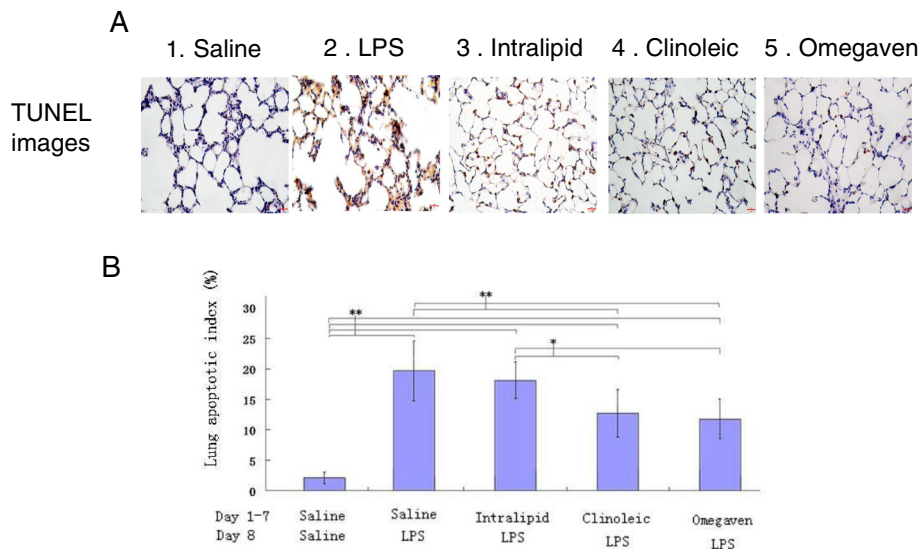 A
1. Saline 2 . LPS 3 . Intralipid 4 . Clinoleic 5 . Omegaven
TUNEL
images
B
Lung apoptotic index (%)
30
25
20
15
10
5
0
** ** *
Day 1-7 Saline Saline Intralipid Clinoleic Omegaven
Day 8 Saline LPS LPS LPS LPS